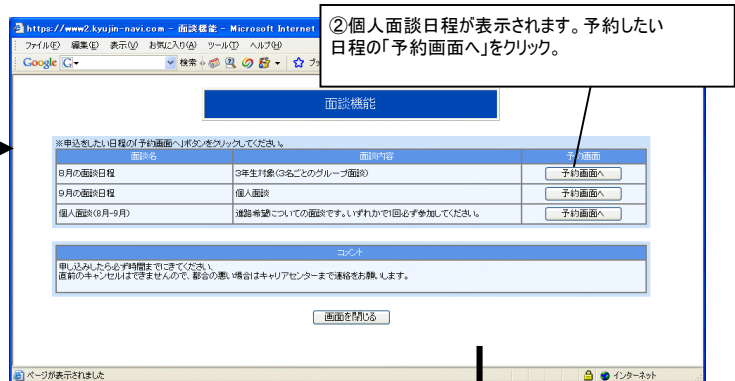 https://www2.kyujin-navi.com - 面談機能 - Microsoft Internet
②個人面談日程が表示されます。予約したい
日程の「予約画面へ」をクリック。
ファイル(F) 編集(E) 表示(V) お気に入り(A) ツール(T) ヘルプ(H)
Google G 検索
面談機能
※申込をしたい日程の「予約画面へ」ボタンをクリックしてください。
面談名 面談内容 予約画面
8月の面談日程 3年生対象(3名ごとのグループ面談) 予約画面へ
9月の面談日程 個人面談 予約画面へ
個人面談(8月-9月) 進路希望についての面談です。いずれかで1回必ず参加してください。 予約画面へ
コメント
申し込みしたら必ず時間までにきてください。
直前のキャンセルはできませんので、都合の悪い場合はキャリアセンターまで連絡をお願いします。
画面を閉じる
ページが表示されました インターネット